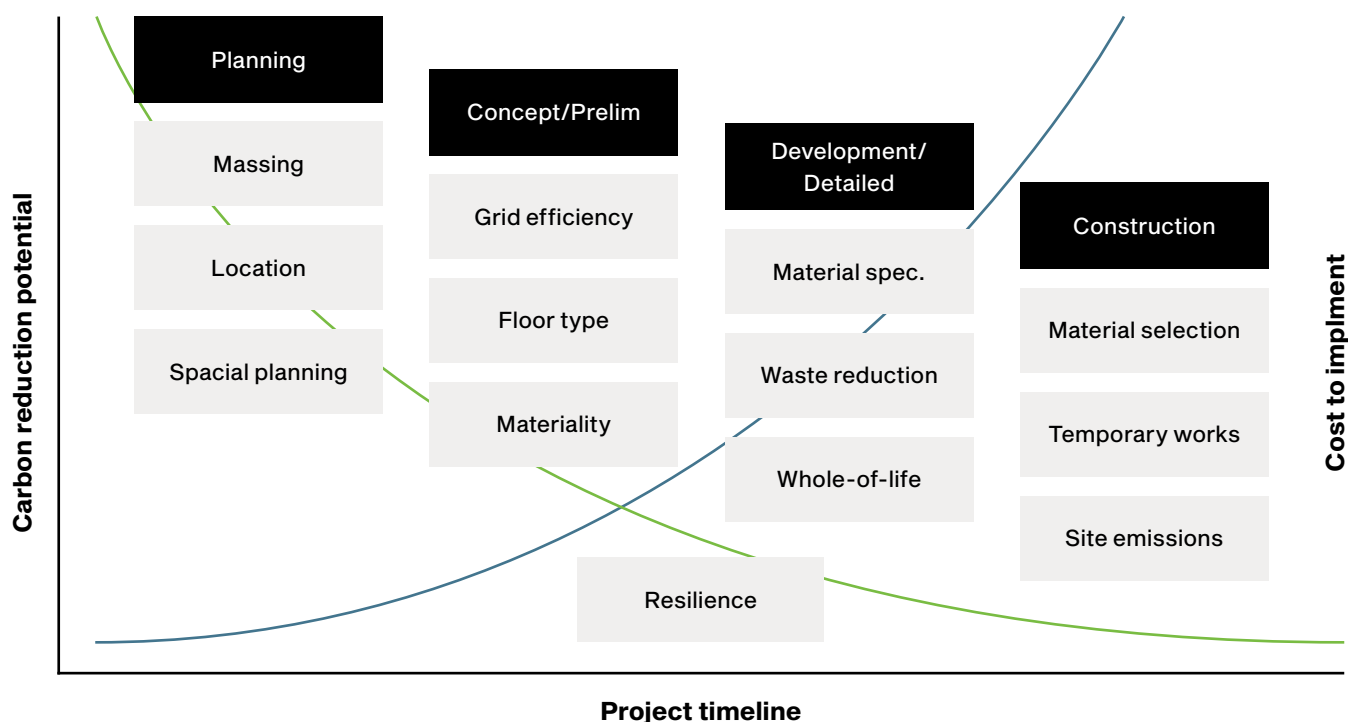 Carbon reduction potential
Planning
Massing
Location
Spacial planning
Concept/Prelim
Grid efficiency
Floor type
Materiality
Development/
Detailed
Material spec.
Waste reduction
Whole-of-life
Resilience
Construction
Material selection
Temporary works
Site emissions
Cost to implment
Project timeline